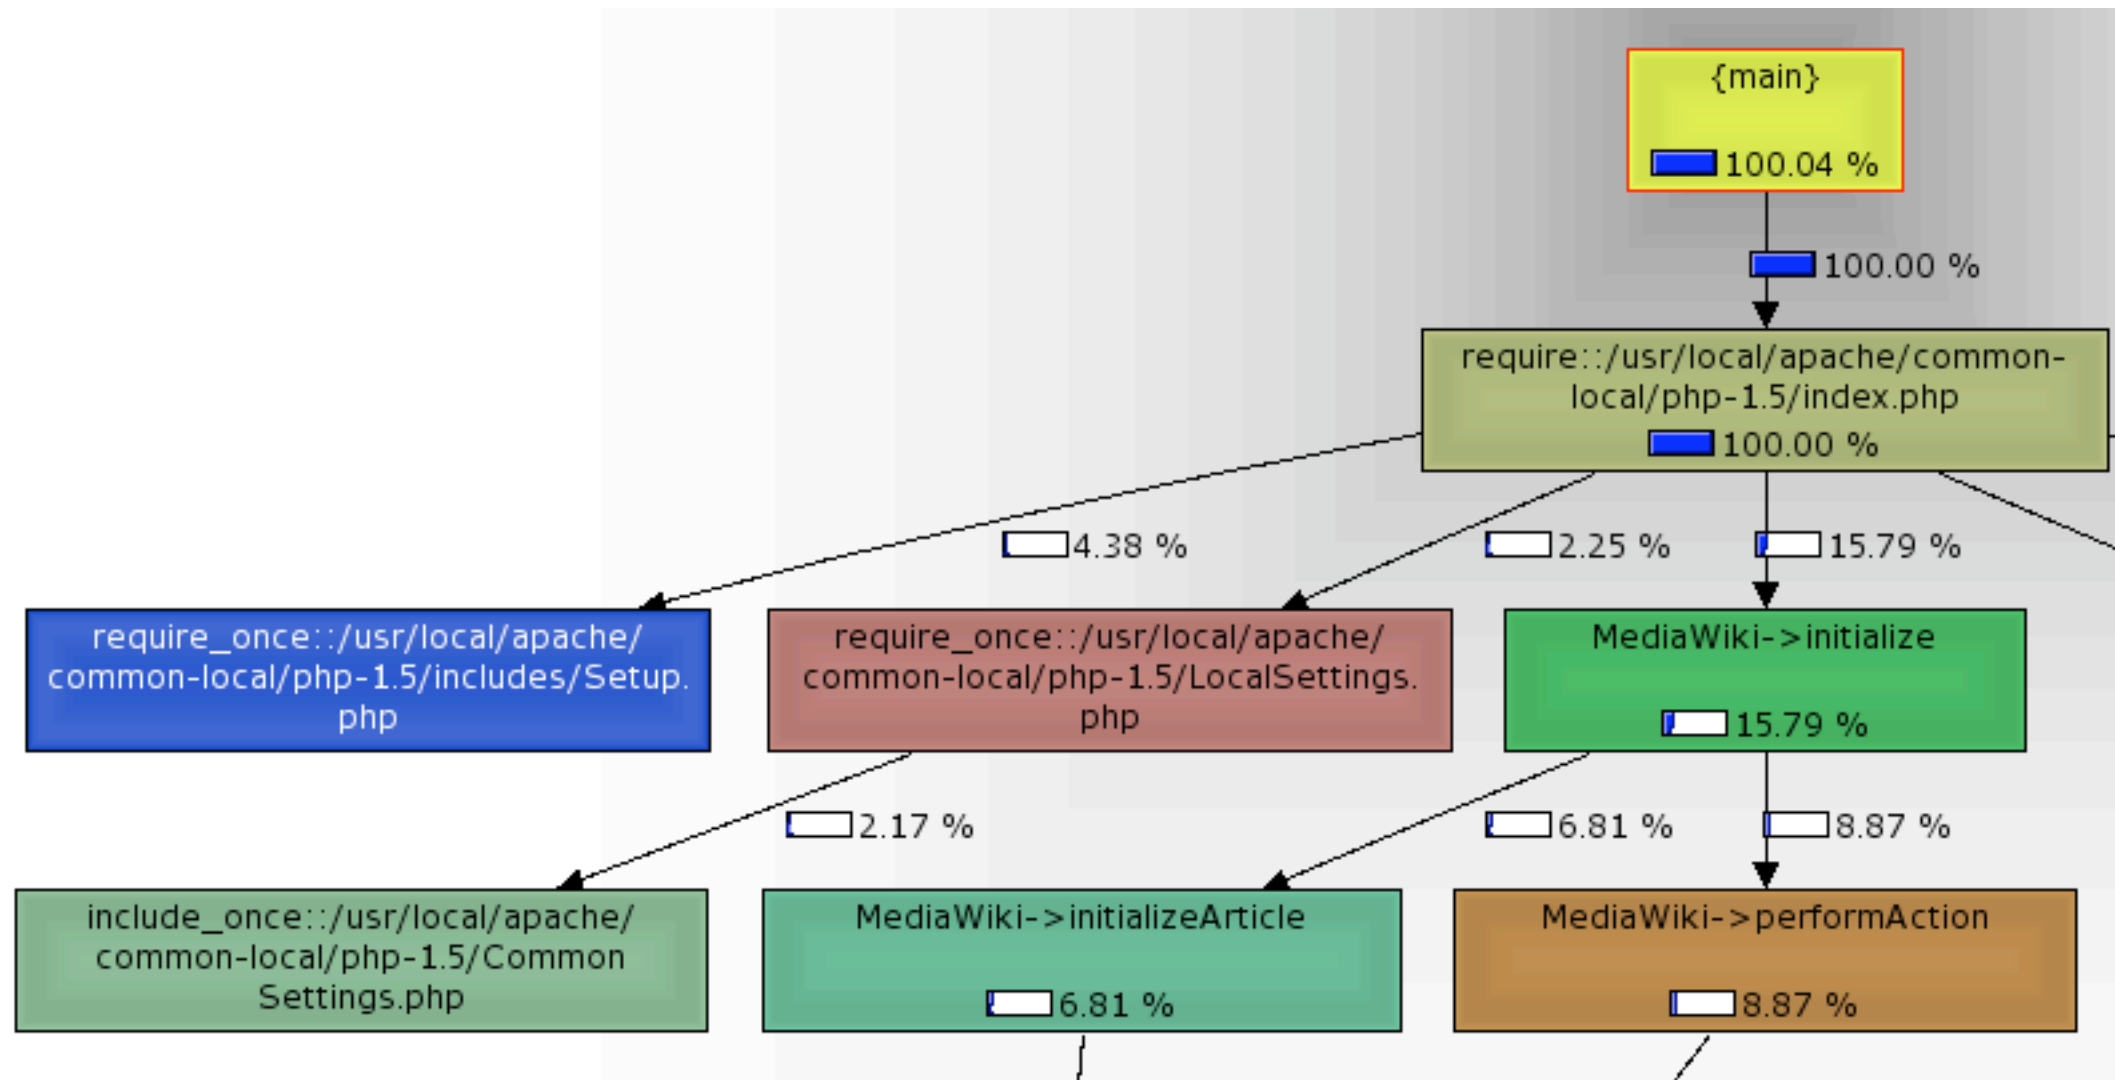 {main}
100.04 %
100.00 %
require::/usr/local/apache/common-
local/php-1.5/index.php
100.00 %
4.38 %
2.25 %
15.79 %
require_once::/usr/local/apache/
common-local/php-1.5/includes/Setup.
php
require_once::/usr/local/apache/
common-local/php-1.5/LocalSettings.
php
MediaWiki->initialize
15.79 %
2.17 %
6.81 %
8.87 %
include_once::/usr/local/apache/
common-local/php-1.5/Common
Settings.php
MediaWiki->initializeArticle
6.81 %
MediaWiki->performAction
8.87 %